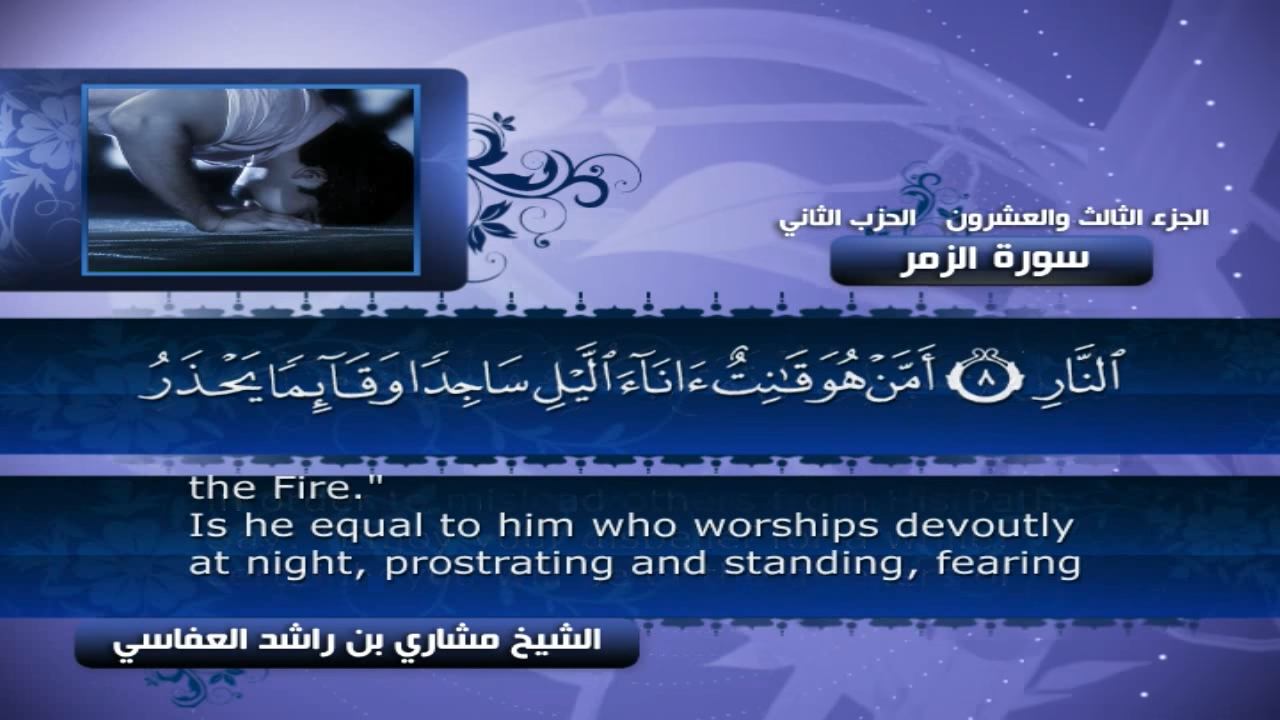 الجزء الثالث والعشرون الحزب الثاني
سورة الزمر
ٱلنَّارِ ٨ أَمَّنْ هُوَ قَٰنِتٌ ءَانَآءَ ٱلَّيْلِ سَاجِدًا وَقَآئِمًا يَحْذَرُ
the Fire."
Is he equal to him who worships devoutly
at night, prostrating and standing, fearing
الشيخ مشاري بن راشد العفاسي